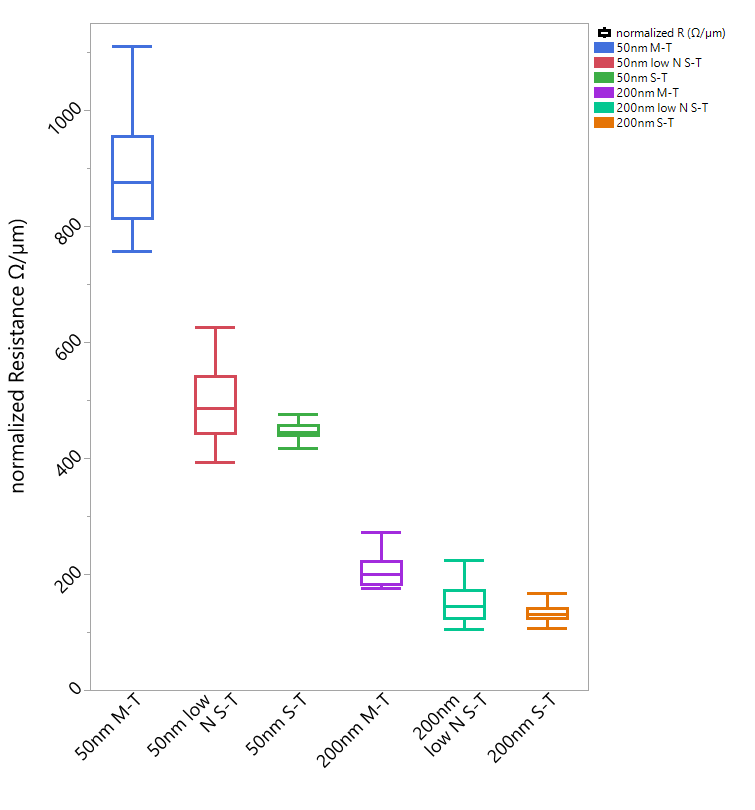 normalized R (Ω/µm)
50nm M-T
50nm low N S-T
50nm S-T
200nm M-T
200nm low N S-T
200nm S-T
normalized Resistance Ω/µm)
1000
800
600
400
200
0
50nm M-T
50nm low
N S-T
50nm S-T
200nm M-T
200nm
low N S-T
200nm S-T